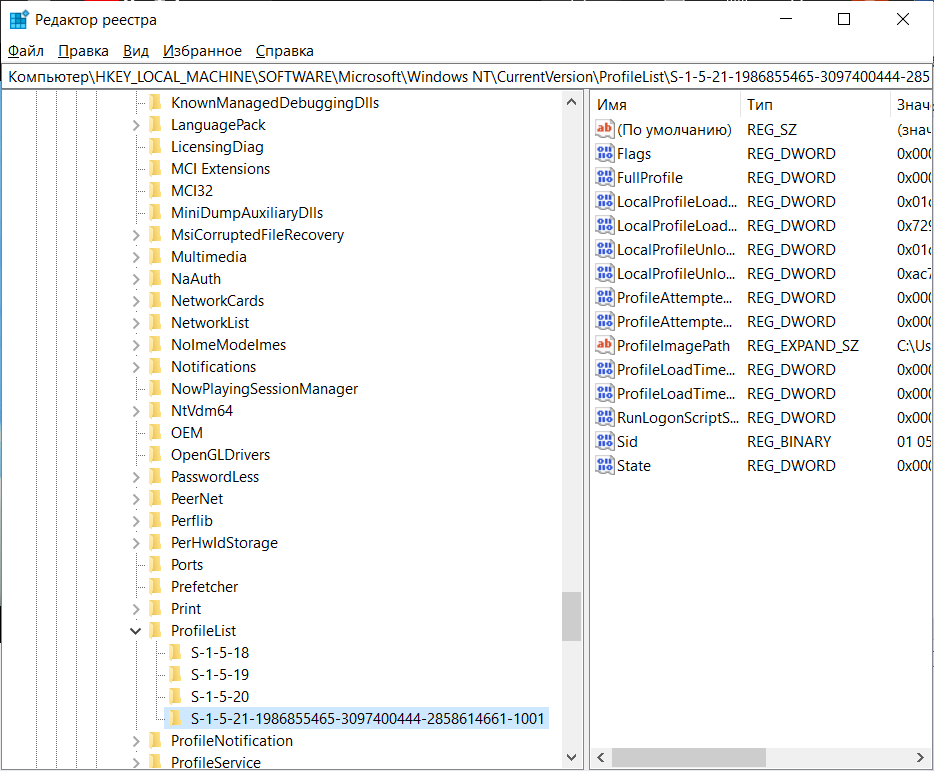 Редактор реестра
Файл Правка Вид Избранное Справка
Компьютер\HKEY_LOCAL_MACHINE\SOFTWARE\Microsoft\Windows NT\CurrentVersion\ProfileList\S-1-5-21-1986855465-3097400444-285
KnownManagedDebuggingDlls
LanguagePack
LicensingDiag
MCI Extensions
MCI32
MiniDumpAuxiliaryDlls
MsiCorruptedFileRecovery
Multimedia
NaAuth
NetworkCards
NetworkList
NoImeModeImes
Notifications
NowPlayingSessionManager
NtVdm64
OEM
OpenGLDrivers
PasswordLess
PeerNet
Perflib
PerHwIdStorage
Ports
Prefetcher
Print
ProfileList
S-1-5-18
S-1-5-19
S-1-5-20
S-1-5-21-1986855465-3097400444-2858614661-1001
ProfileNotification
ProfileService
Имя Тип Знач
(По умолчанию) REG_SZ (знач
Flags REG_DWORD 0x000
FullProfile REG_DWORD 0x000
LocalProfileLoad... REG_DWORD 0x01d
LocalProfileLoad... REG_DWORD 0x729
LocalProfileUnlo... REG_DWORD 0x01d
LocalProfileUnlo... REG_DWORD 0xac7
ProfileAttempte... REG_DWORD 0x000
ProfileAttempte... REG_DWORD 0x000
ProfileImagePath REG_EXPAND_SZ C:\Us
ProfileLoadTime... REG_DWORD 0x000
ProfileLoadTime... REG_DWORD 0x000
RunLogonScriptS... REG_DWORD 0x000
Sid REG_BINARY 01 05
State REG_DWORD 0x000